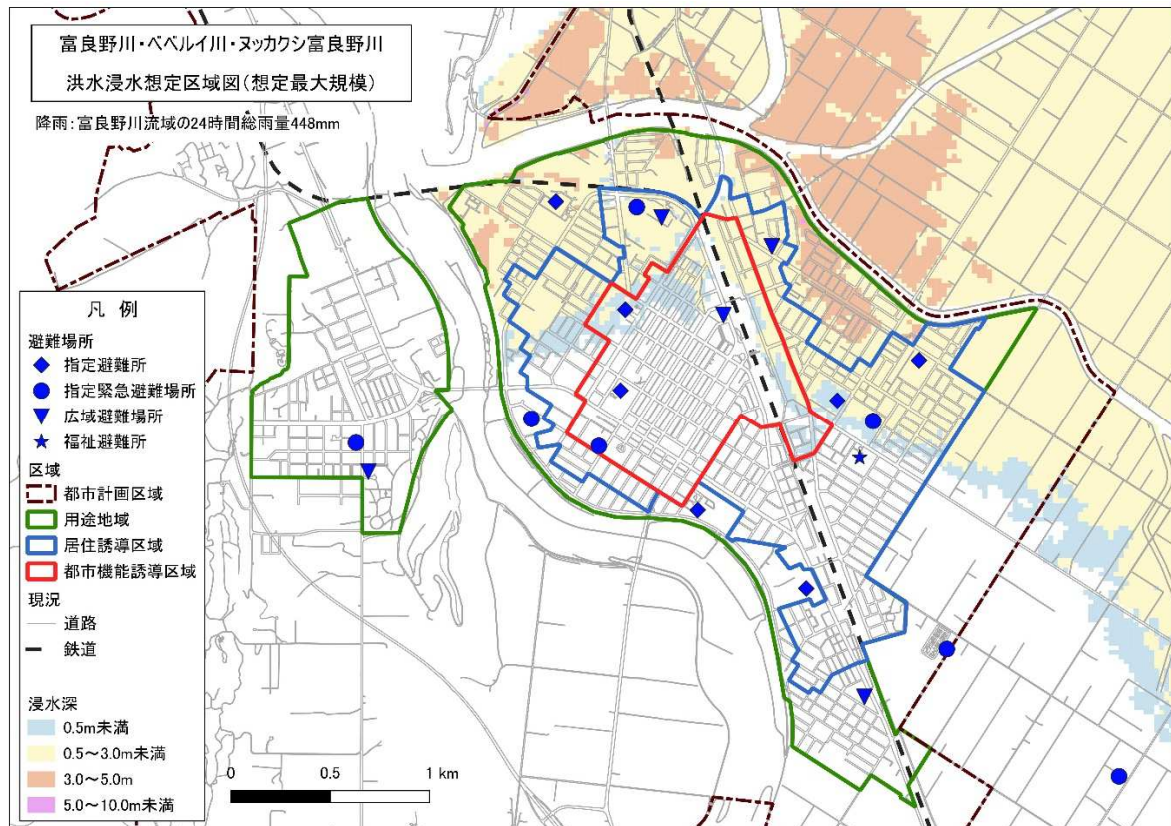 富良野川・ベベルイ川・ヌッカクシ富良野川
洪水浸水想定区域図(想定最大規模)
降雨:富良野川流域の24時間総雨量448mm
凡 例
避難場所
指定避難所
指定緊急避難場所
広域避難場所
福祉避難所
区域
都市計画区域
用途地域
居住誘導区域
都市機能誘導区域
現況
道路
鉄道
浸水深
0.5m未満
0.5~3.0m未満
3.0~5.0m
5.0~10.0m未満
0 0.5 1 km